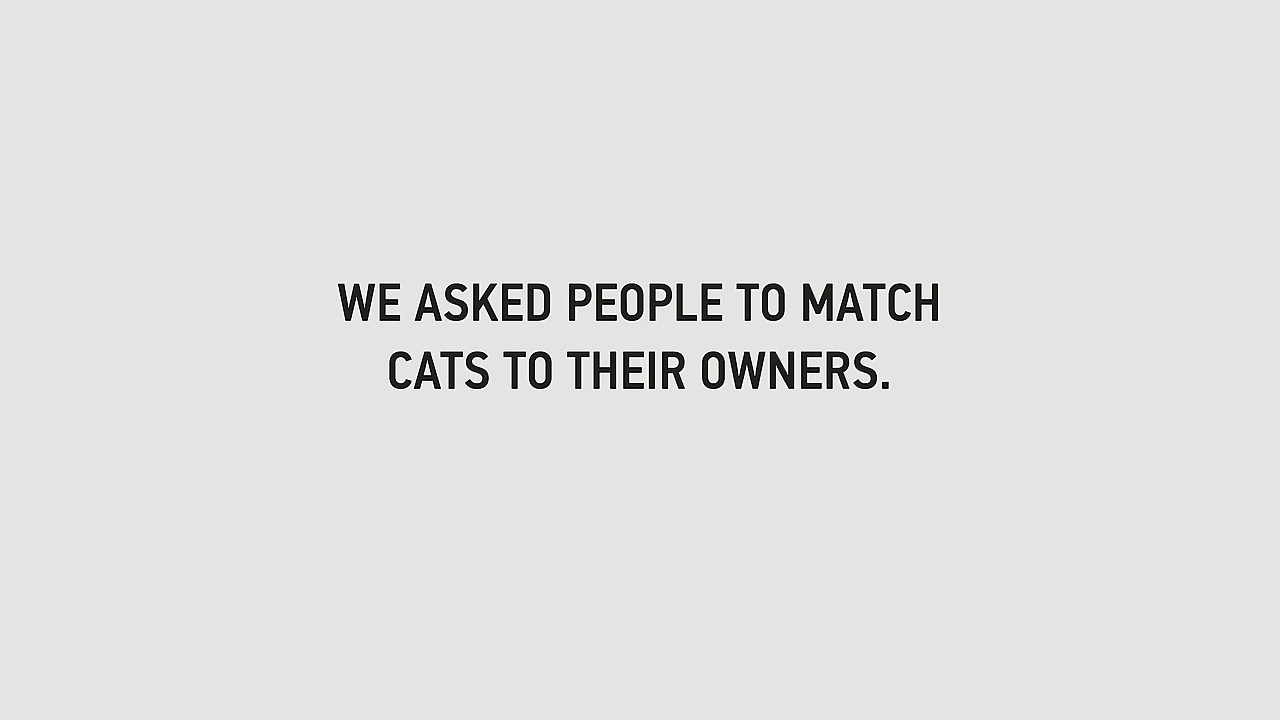 WE ASKED PEOPLE TO MATCH
CATS TO THEIR OWNERS.